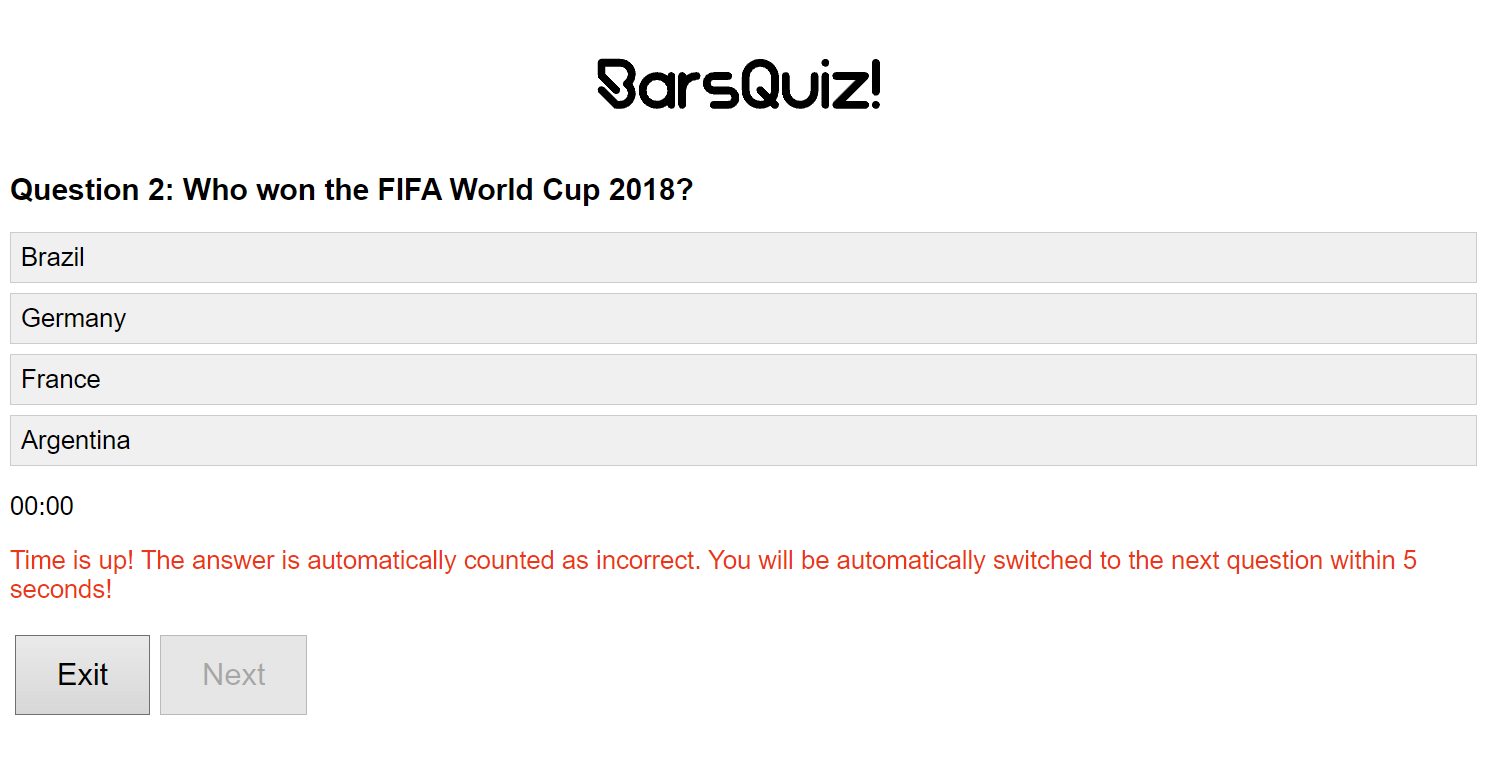 BarsQuiz!
Question 2: Who won the FIFA World Cup 2018?
Brazil
Germany
France
Argentina
00:00
Time is up! The answer is automatically counted as incorrect. You will be automatically switched to the next question within 5
seconds!
Exit Next